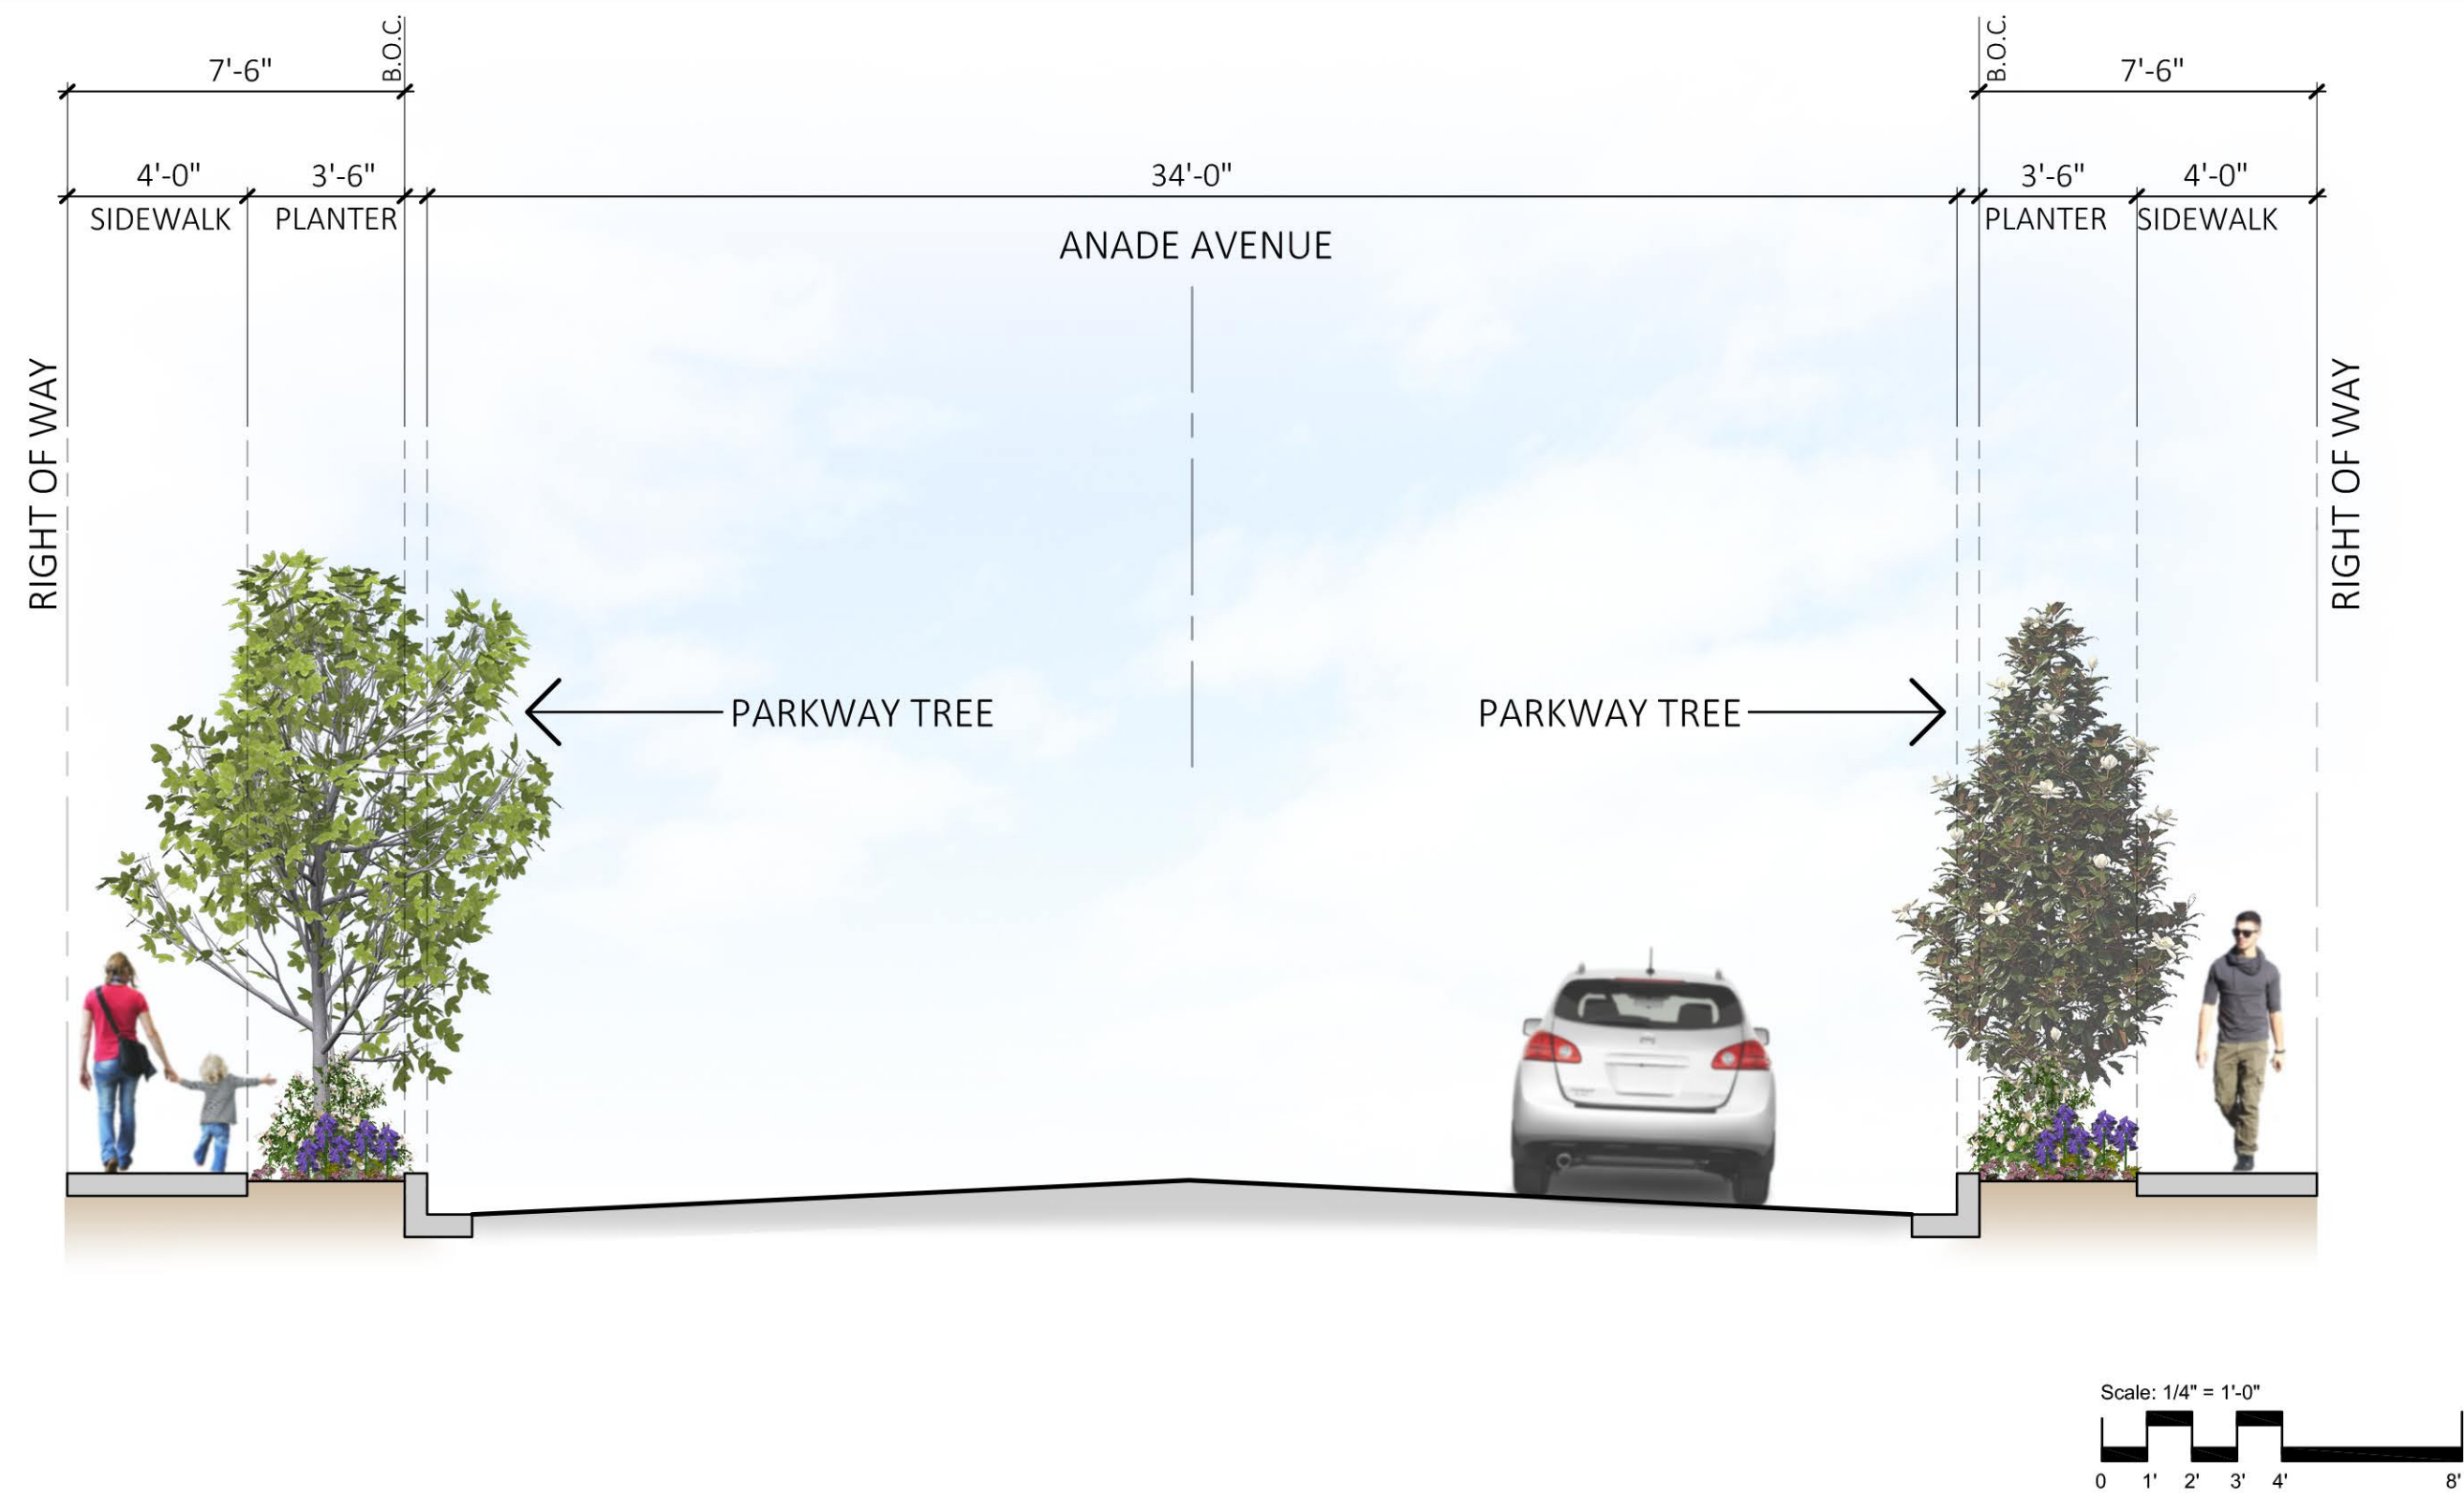 B.O.C.
B.O.C.
7'-6"
7'-6"
4'-0"
3'-6"
34'-0"
3'-6"
4'-0"
SIDEWALK
PLANTER
PLANTER
SIDEWALK
ANADE AVENUE
RIGHT OF WAY
RIGHT OF WAY
PARKWAY TREE
PARKWAY TREE
Scale: 1/4" = 1'-0"
0 1' 2' 3' 4' 8'